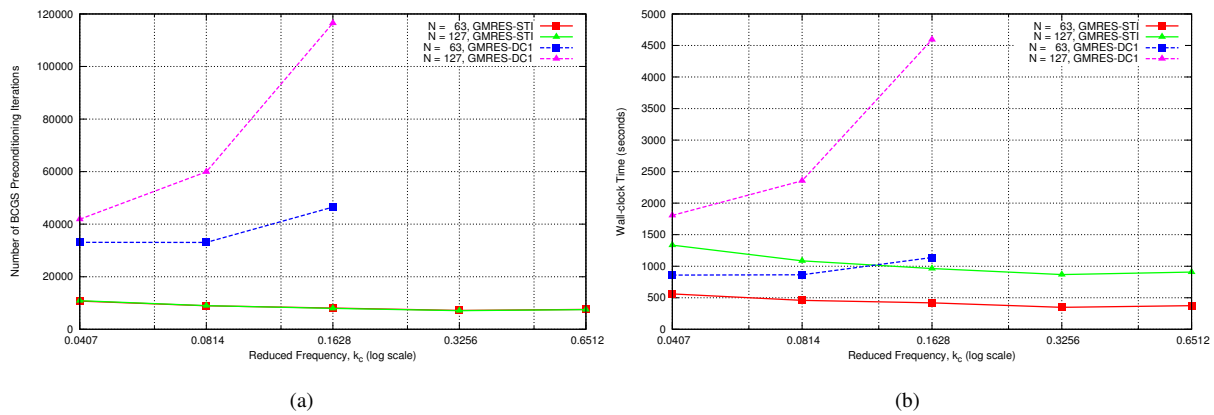 120000
100000
80000
60000
40000
20000
0
0.0407
0.0814
0.1628
0.3256
0.6512
Number of BCGS Preconditioning Iterations
Reduced Frequency, kc (log scale)
N = 63, GMRES-STI
N = 127, GMRES-STI
N = 63, GMRES-DC1
N = 127, GMRES-DC1
(a)
5000
4500
4000
3500
3000
2500
2000
1500
1000
500
0
0.0407
0.0814
0.1628
0.3256
0.6512
Wall-clock Time (seconds)
Reduced Frequency, kc (log scale)
N = 63, GMRES-STI
N = 127, GMRES-STI
N = 63, GMRES-DC1
N = 127, GMRES-DC1
(b)